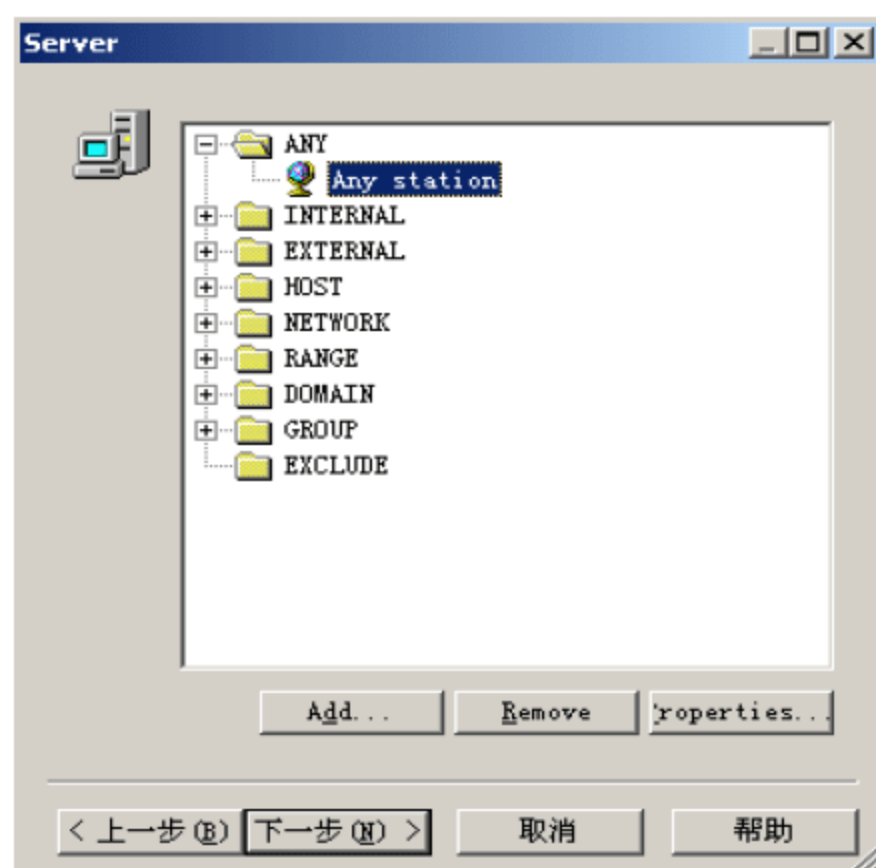 Server
ANY
Any station
INTERNAL
EXTERNAL
HOST
NETWORK
RANGE
DOMAIN
GROUP
EXCLUDE
Add... Remove roperties...
< 上一步(B) 下一步(N) > 取消 帮助